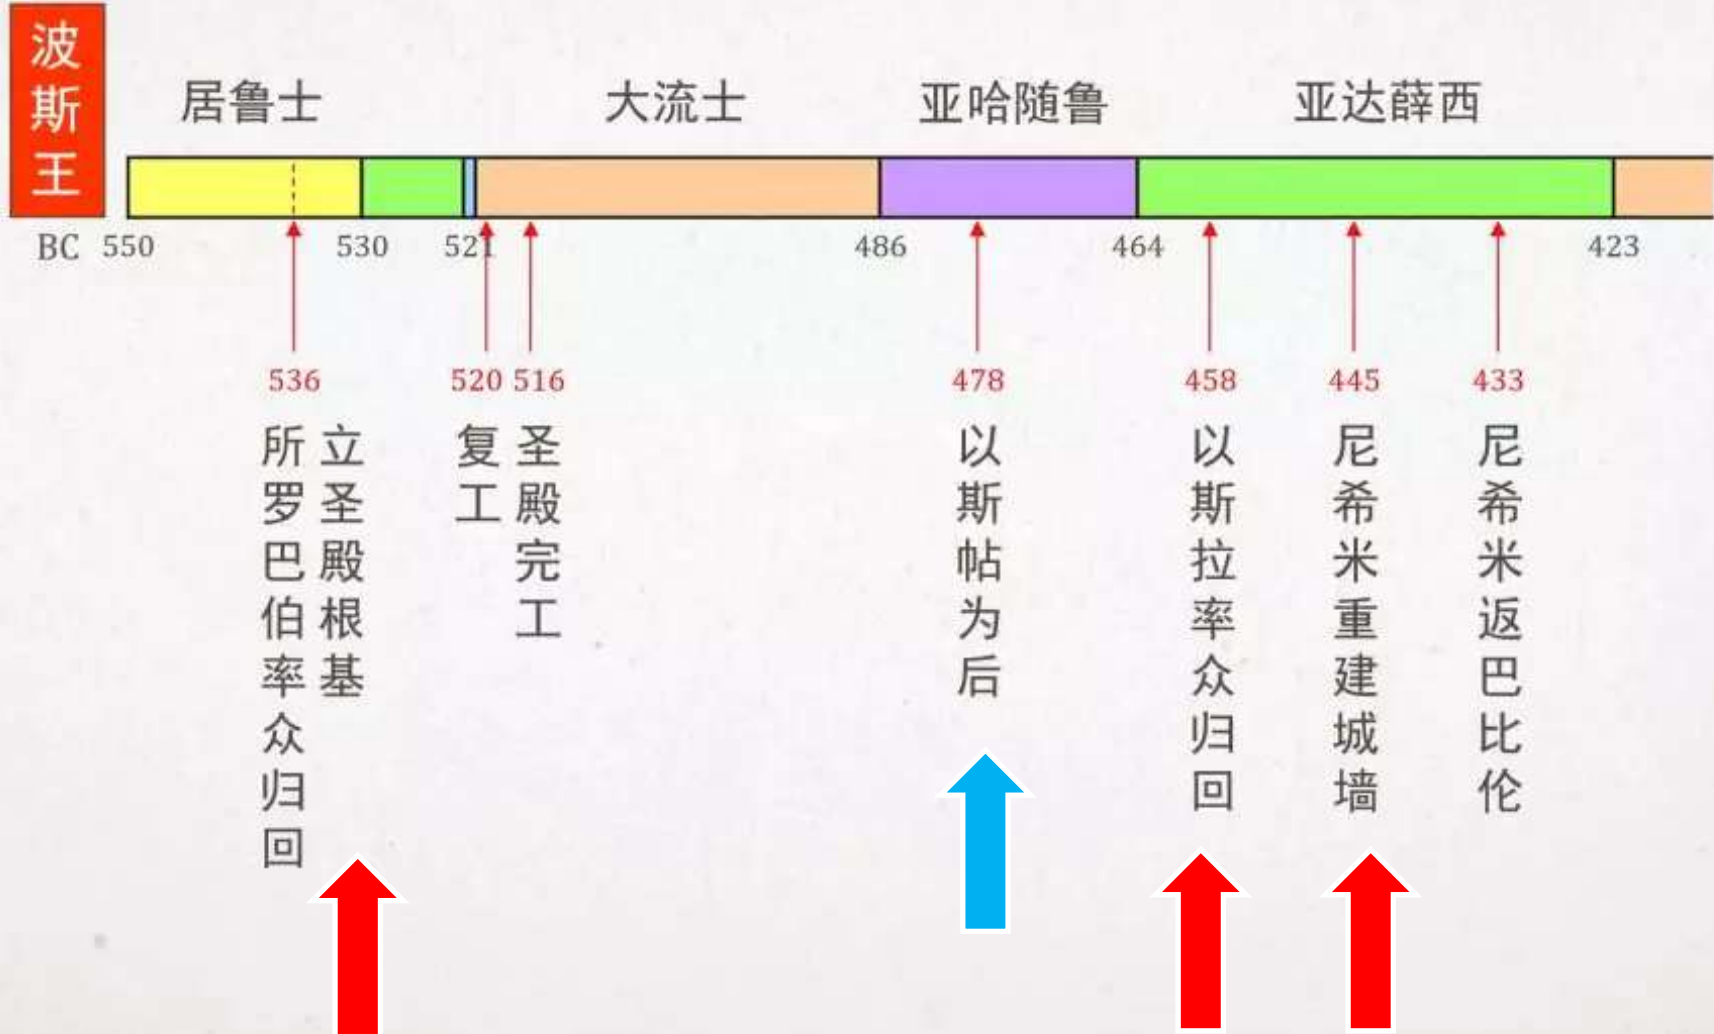 波斯王
居鲁士 大流士 亚哈随鲁 亚达薛西
BC 550 530 521 486 464 423
536 520 516 478 458 445 433
所罗巴伯率众归回
立圣殿根基
复工
圣殿完工
以斯帖为后
以斯拉率众归回
尼希米重建城墙
尼希米返巴比伦